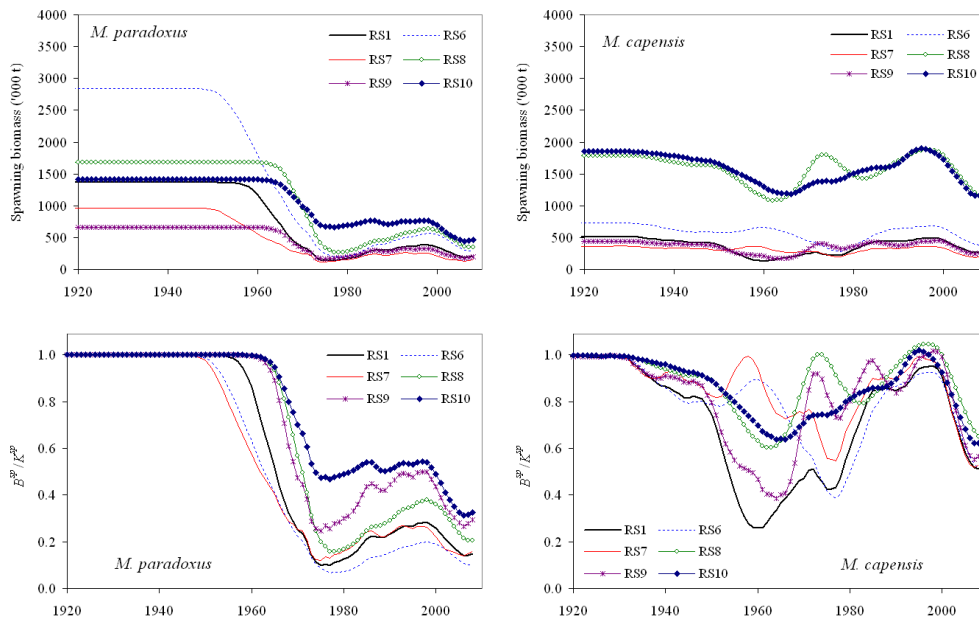 M. paradoxus
RS1 RS6
RS7 RS8
RS9 RS10
Spawning biomass ('000 t)
4000
3500
3000
2500
2000
1500
1000
500
0
1920 1940 1960 1980 2000
M. capensis
RS1 RS6
RS7 RS8
RS9 RS10
Spawning biomass ('000 t)
4000
3500
3000
2500
2000
1500
1000
500
0
1920 1940 1960 1980 2000
RS1 RS6
RS7 RS8
RS9 RS10
B^sp / K^sp
1.0
0.8
0.6
0.4
0.2
0.0
M. paradoxus
1920 1940 1960 1980 2000
1.0
0.8
0.6
0.4
0.2
0.0
RS1 RS6
RS7 RS8
RS9 RS10
M. capensis
1920 1940 1960 1980 2000